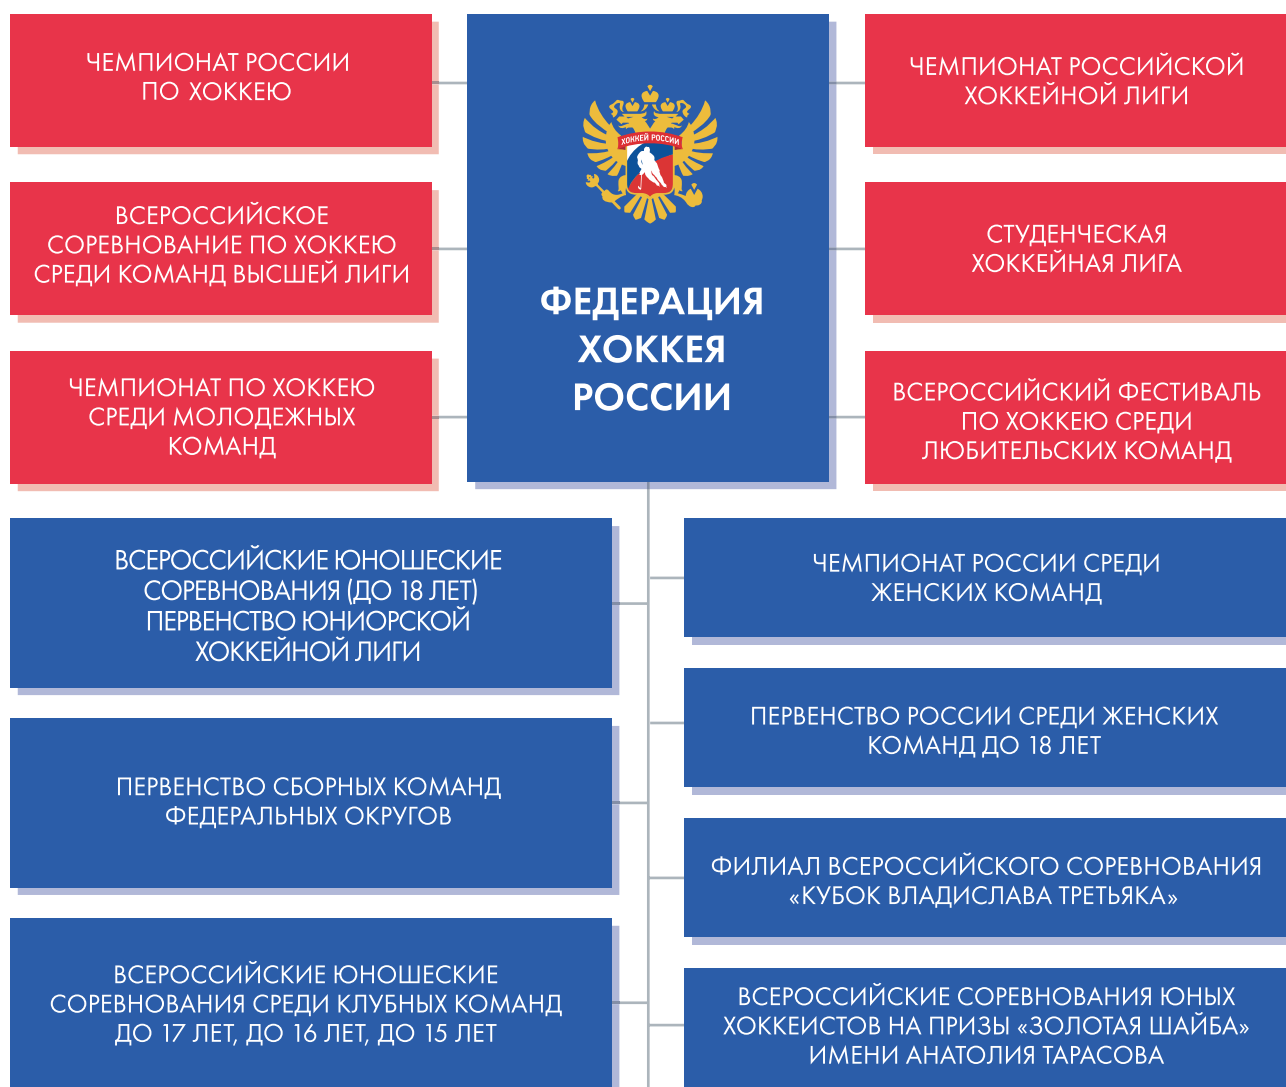 ЧЕМПИОНАТ РОССИИ
ПО ХОККЕЮ
ВСЕРОССИЙСКОЕ
СОРЕВНОВАНИЕ ПО ХОККЕЮ
СРЕДИ КОМАНД ВЫСШЕЙ ЛИГИ
ЧЕМПИОНАТ ПО ХОККЕЮ
СРЕДИ МОЛОДЕЖНЫХ
КОМАНД
ХОККЕЙ РОССИИ
ФЕДЕРАЦИЯ
ХОККЕЯ
РОССИИ
ЧЕМПИОНАТ РОССИЙСКОЙ
ХОККЕЙНОЙ ЛИГИ
СТУДЕНЧЕСКАЯ
ХОККЕЙНАЯ ЛИГА
ВСЕРОССИЙСКИЙ ФЕСТИВАЛЬ
ПО ХОККЕЮ СРЕДИ
ЛЮБИТЕЛЬСКИХ КОМАНД
ВСЕРОССИЙСКИЕ ЮНОШЕСКИЕ
СОРЕВНОВАНИЯ (ДО 18 ЛЕТ)
ПЕРВЕНСТВО ЮНИОРСКОЙ
ХОККЕЙНОЙ ЛИГИ
ПЕРВЕНСТВО СБОРНЫХ КОМАНД
ФЕДЕРАЛЬНЫХ ОКРУГОВ
ВСЕРОССИЙСКИЕ ЮНОШЕСКИЕ
СОРЕВНОВАНИЯ СРЕДИ КЛУБНЫХ КОМАНД
ДО 17 ЛЕТ, ДО 16 ЛЕТ, ДО 15 ЛЕТ
ЧЕМПИОНАТ РОССИИ СРЕДИ
ЖЕНСКИХ КОМАНД
ПЕРВЕНСТВО РОССИИ СРЕДИ ЖЕНСКИХ
КОМАНД ДО 18 ЛЕТ
ФИЛИАЛ ВСЕРОССИЙСКОГО СОРЕВНОВАНИЯ
«КУБОК ВЛАДИСЛАВА ТРЕТЬЯКА»
ВСЕРОССИЙСКИЕ СОРЕВНОВАНИЯ ЮНЫХ
ХОККЕИСТОВ НА ПРИЗЫ «ЗОЛОТАЯ ШАЙБА»
ИМЕНИ АНАТОЛИЯ ТАРАСОВА